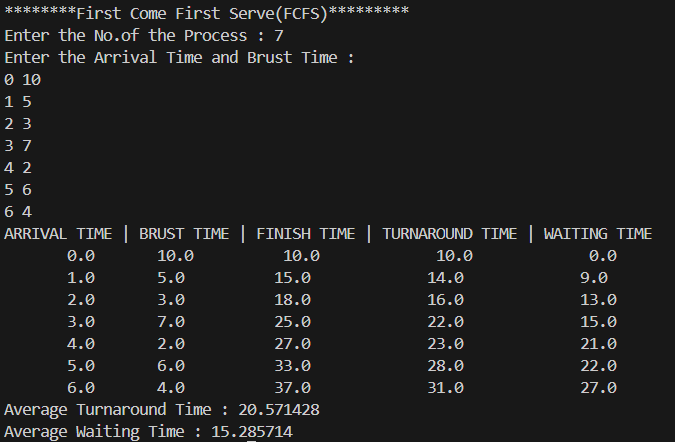 ********First Come First Serve(FCFS)*********
Enter the No.of the Process : 7
Enter the Arrival Time and Brust Time :
0 10
1 5
2 3
3 7
4 2
5 6
6 4
ARRIVAL TIME | BRUST TIME | FINISH TIME | TURNAROUND TIME | WAITING TIME
0.0 10.0 10.0 10.0 0.0
1.0 5.0 15.0 14.0 9.0
2.0 3.0 18.0 16.0 13.0
3.0 7.0 25.0 22.0 15.0
4.0 2.0 27.0 23.0 21.0
5.0 6.0 33.0 28.0 22.0
6.0 4.0 37.0 31.0 27.0
Average Turnaround Time : 20.571428
Average Waiting Time : 15.285714